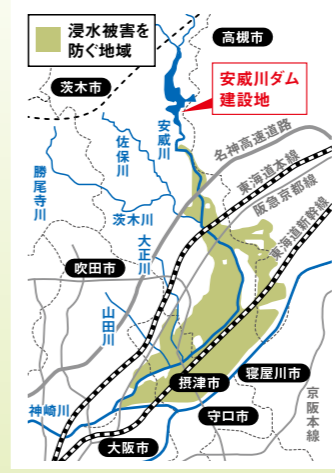 浸水被害を
防ぐ地域
高槻市
茨木市
安威川ダム
建設地
安威川
佐保川
勝尾寺川
茨木川
名神高速道路
東海道本線
阪急京都線
東海道新幹線
大正川
吹田市
山田川
摂津市
寝屋川市
守口市
神崎川
大阪市
京阪本線